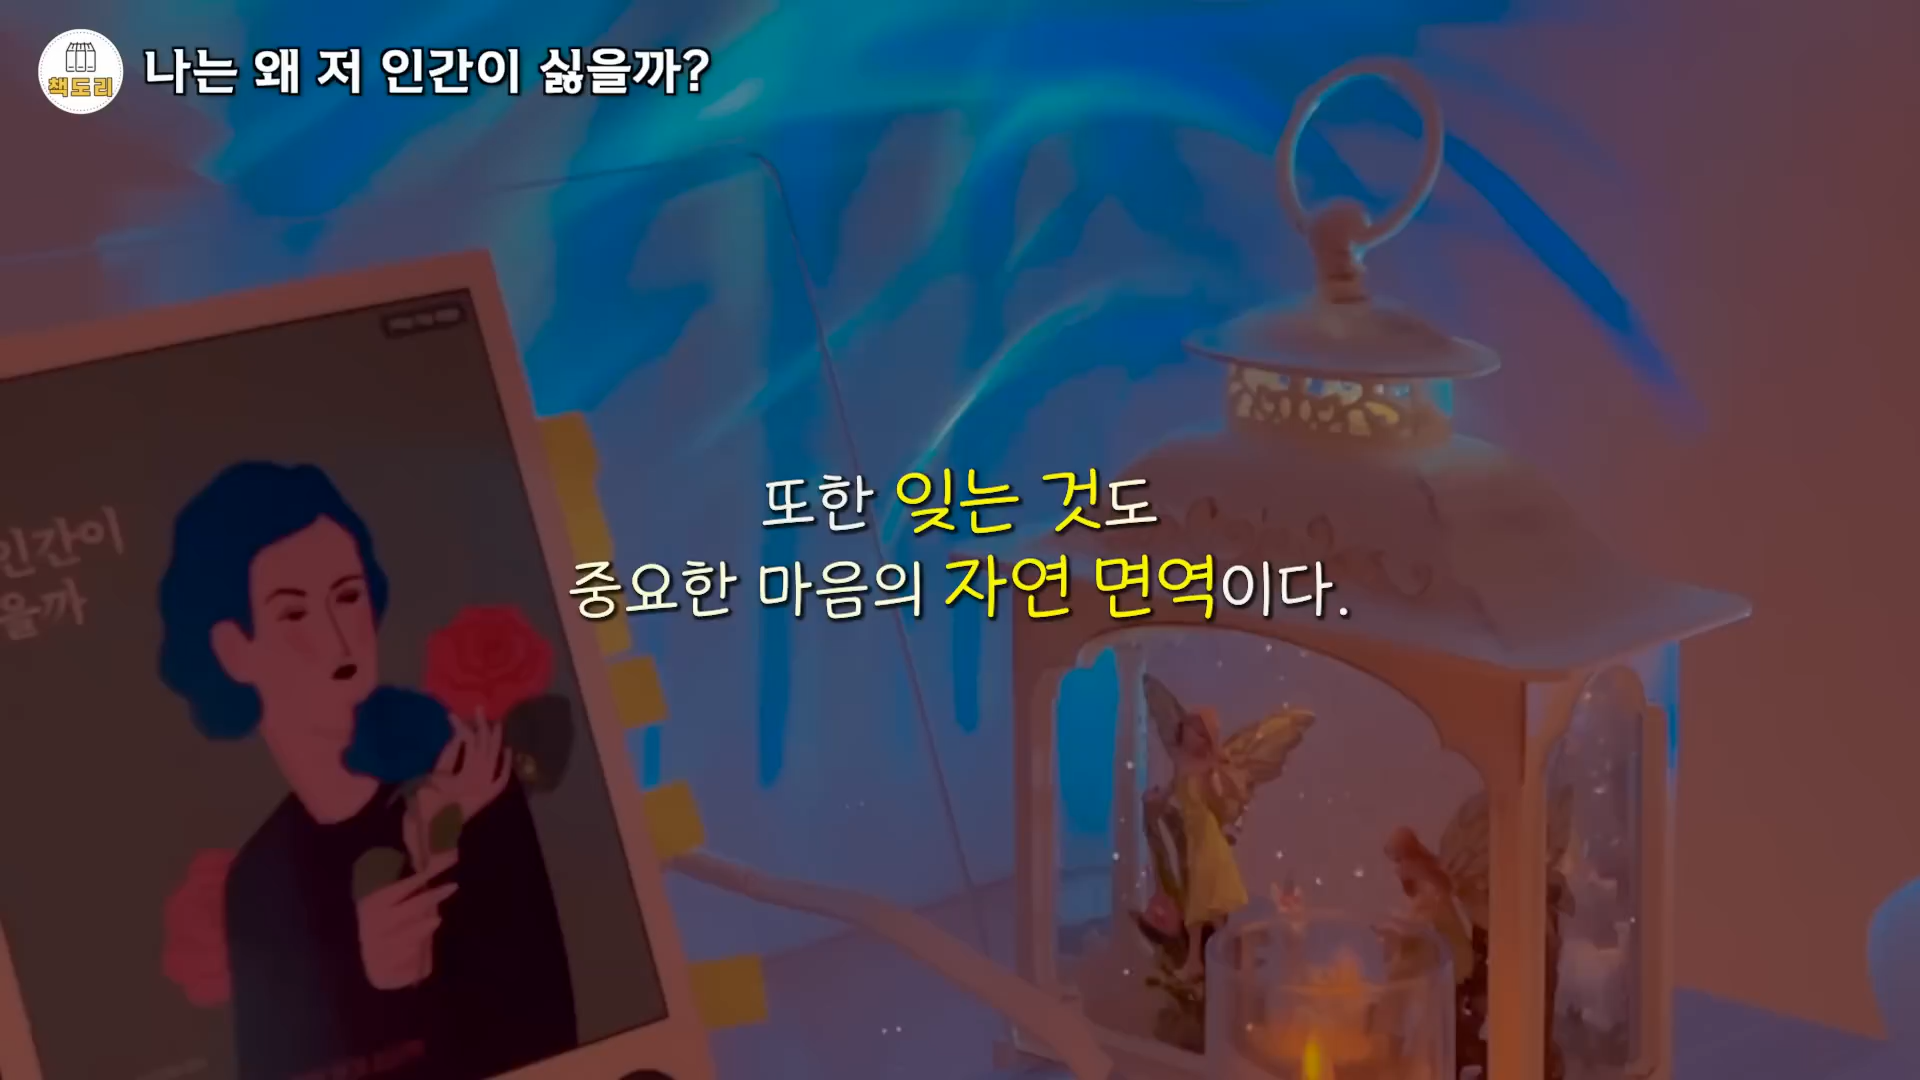 책도리
나는 왜 저 인간이 싫을까?
또한 잊는 것도
중요한 마음의 자연 면역이다.
인간이
을까